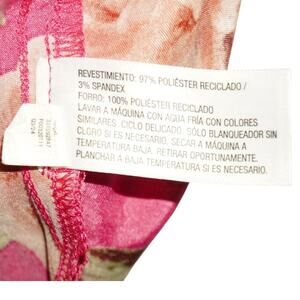 REVESTIMIENTO: 97% POLIÉSTER RECICLADO /
3% SPANDEX
FORRO: 100% POLIÉSTER RECICLADO
LAVAR A MÁQUINA CON AGUA FRÍA CON COLORES
SIMILARES. CICLO DELICADO. SÓLO BLANQUEADOR SIN
CLORO SI ES NECESARIO. SECAR A MÁQUINA A
TEMPERATURA BAJA. RETIRAR OPORTUNAMENTE.
PLANCHAR A BAJA TEMPERATURA SI ES NECESARIO.